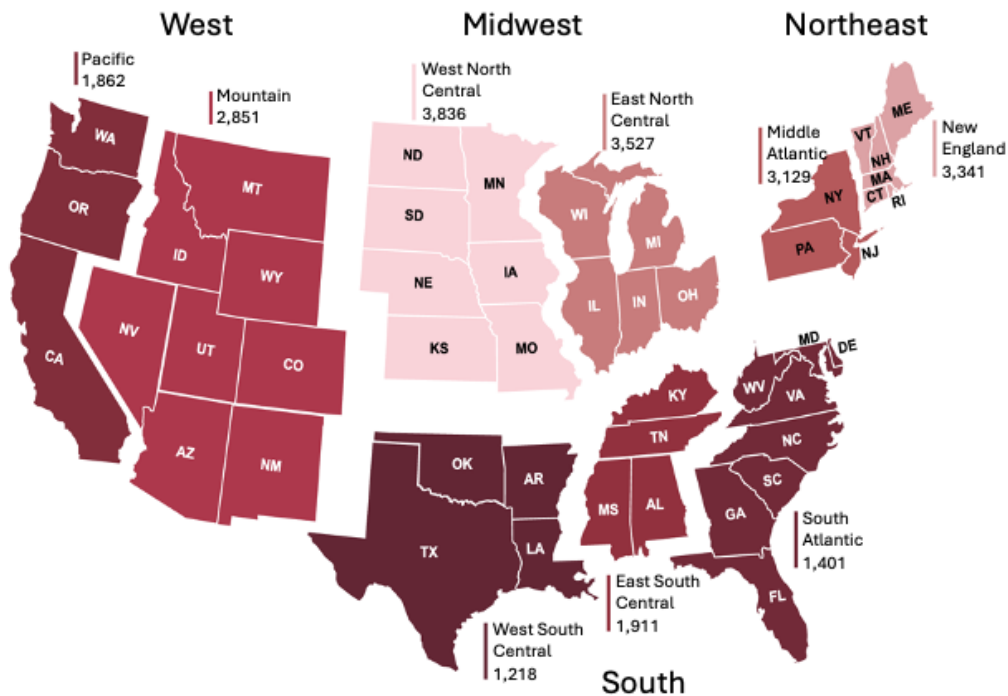 West
Midwest
Northeast
Pacific
1,862
Mountain
2,851
West North
Central
3,836
East North
Central
3,527
Middle
Atlantic
3,129
New
England
3,341
WA
OR
CA
MT
ID
WY
NV
UT
CO
AZ
NM
ND
SD
NE
KS
MN
IA
MO
WI
MI
IL
IN
OH
ME
VT
NH
MA
CT
RI
NY
PA
NJ
OK
AR
TX
LA
KY
TN
MS
AL
MD
DE
WV
VA
NC
SC
GA
FL
South
Atlantic
1,401
East South
Central
1,911
West South
Central
1,218
South